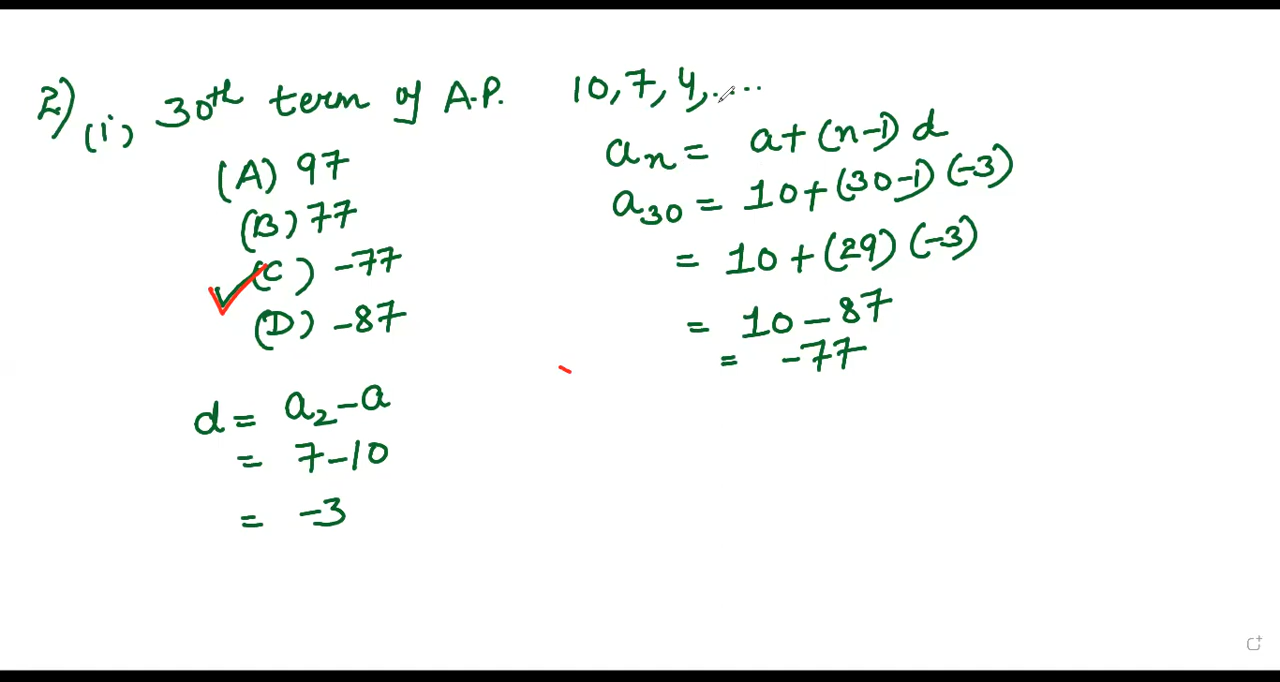 2) (i) 30th term of A.P. 10, 7, 4, .....
(A) 97
(B) 77
(C) -77
(D) -87
d = a2 - a
= 7 - 10
= -3
an = a + (n-1) d
a30 = 10 + (30-1) (-3)
= 10 + (29) (-3)
= 10 - 87
= -77